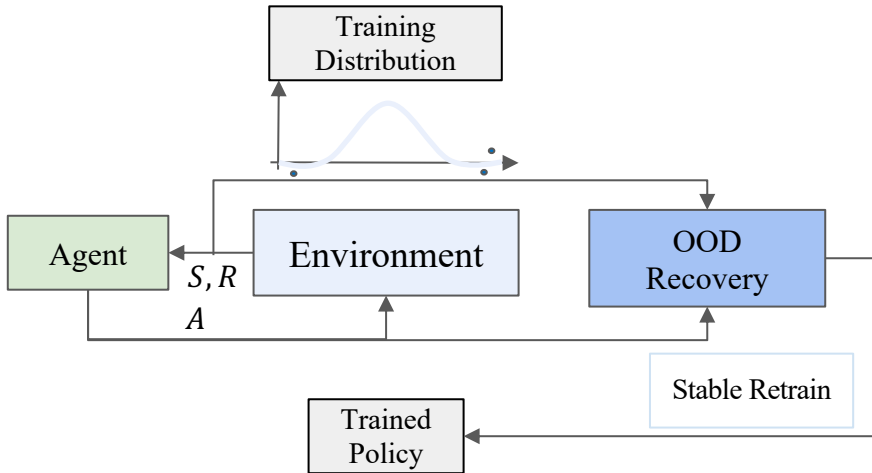 Training
Distribution
Agent
Environment
OOD
Recovery
S, R
A
Stable Retrain
Trained
Policy